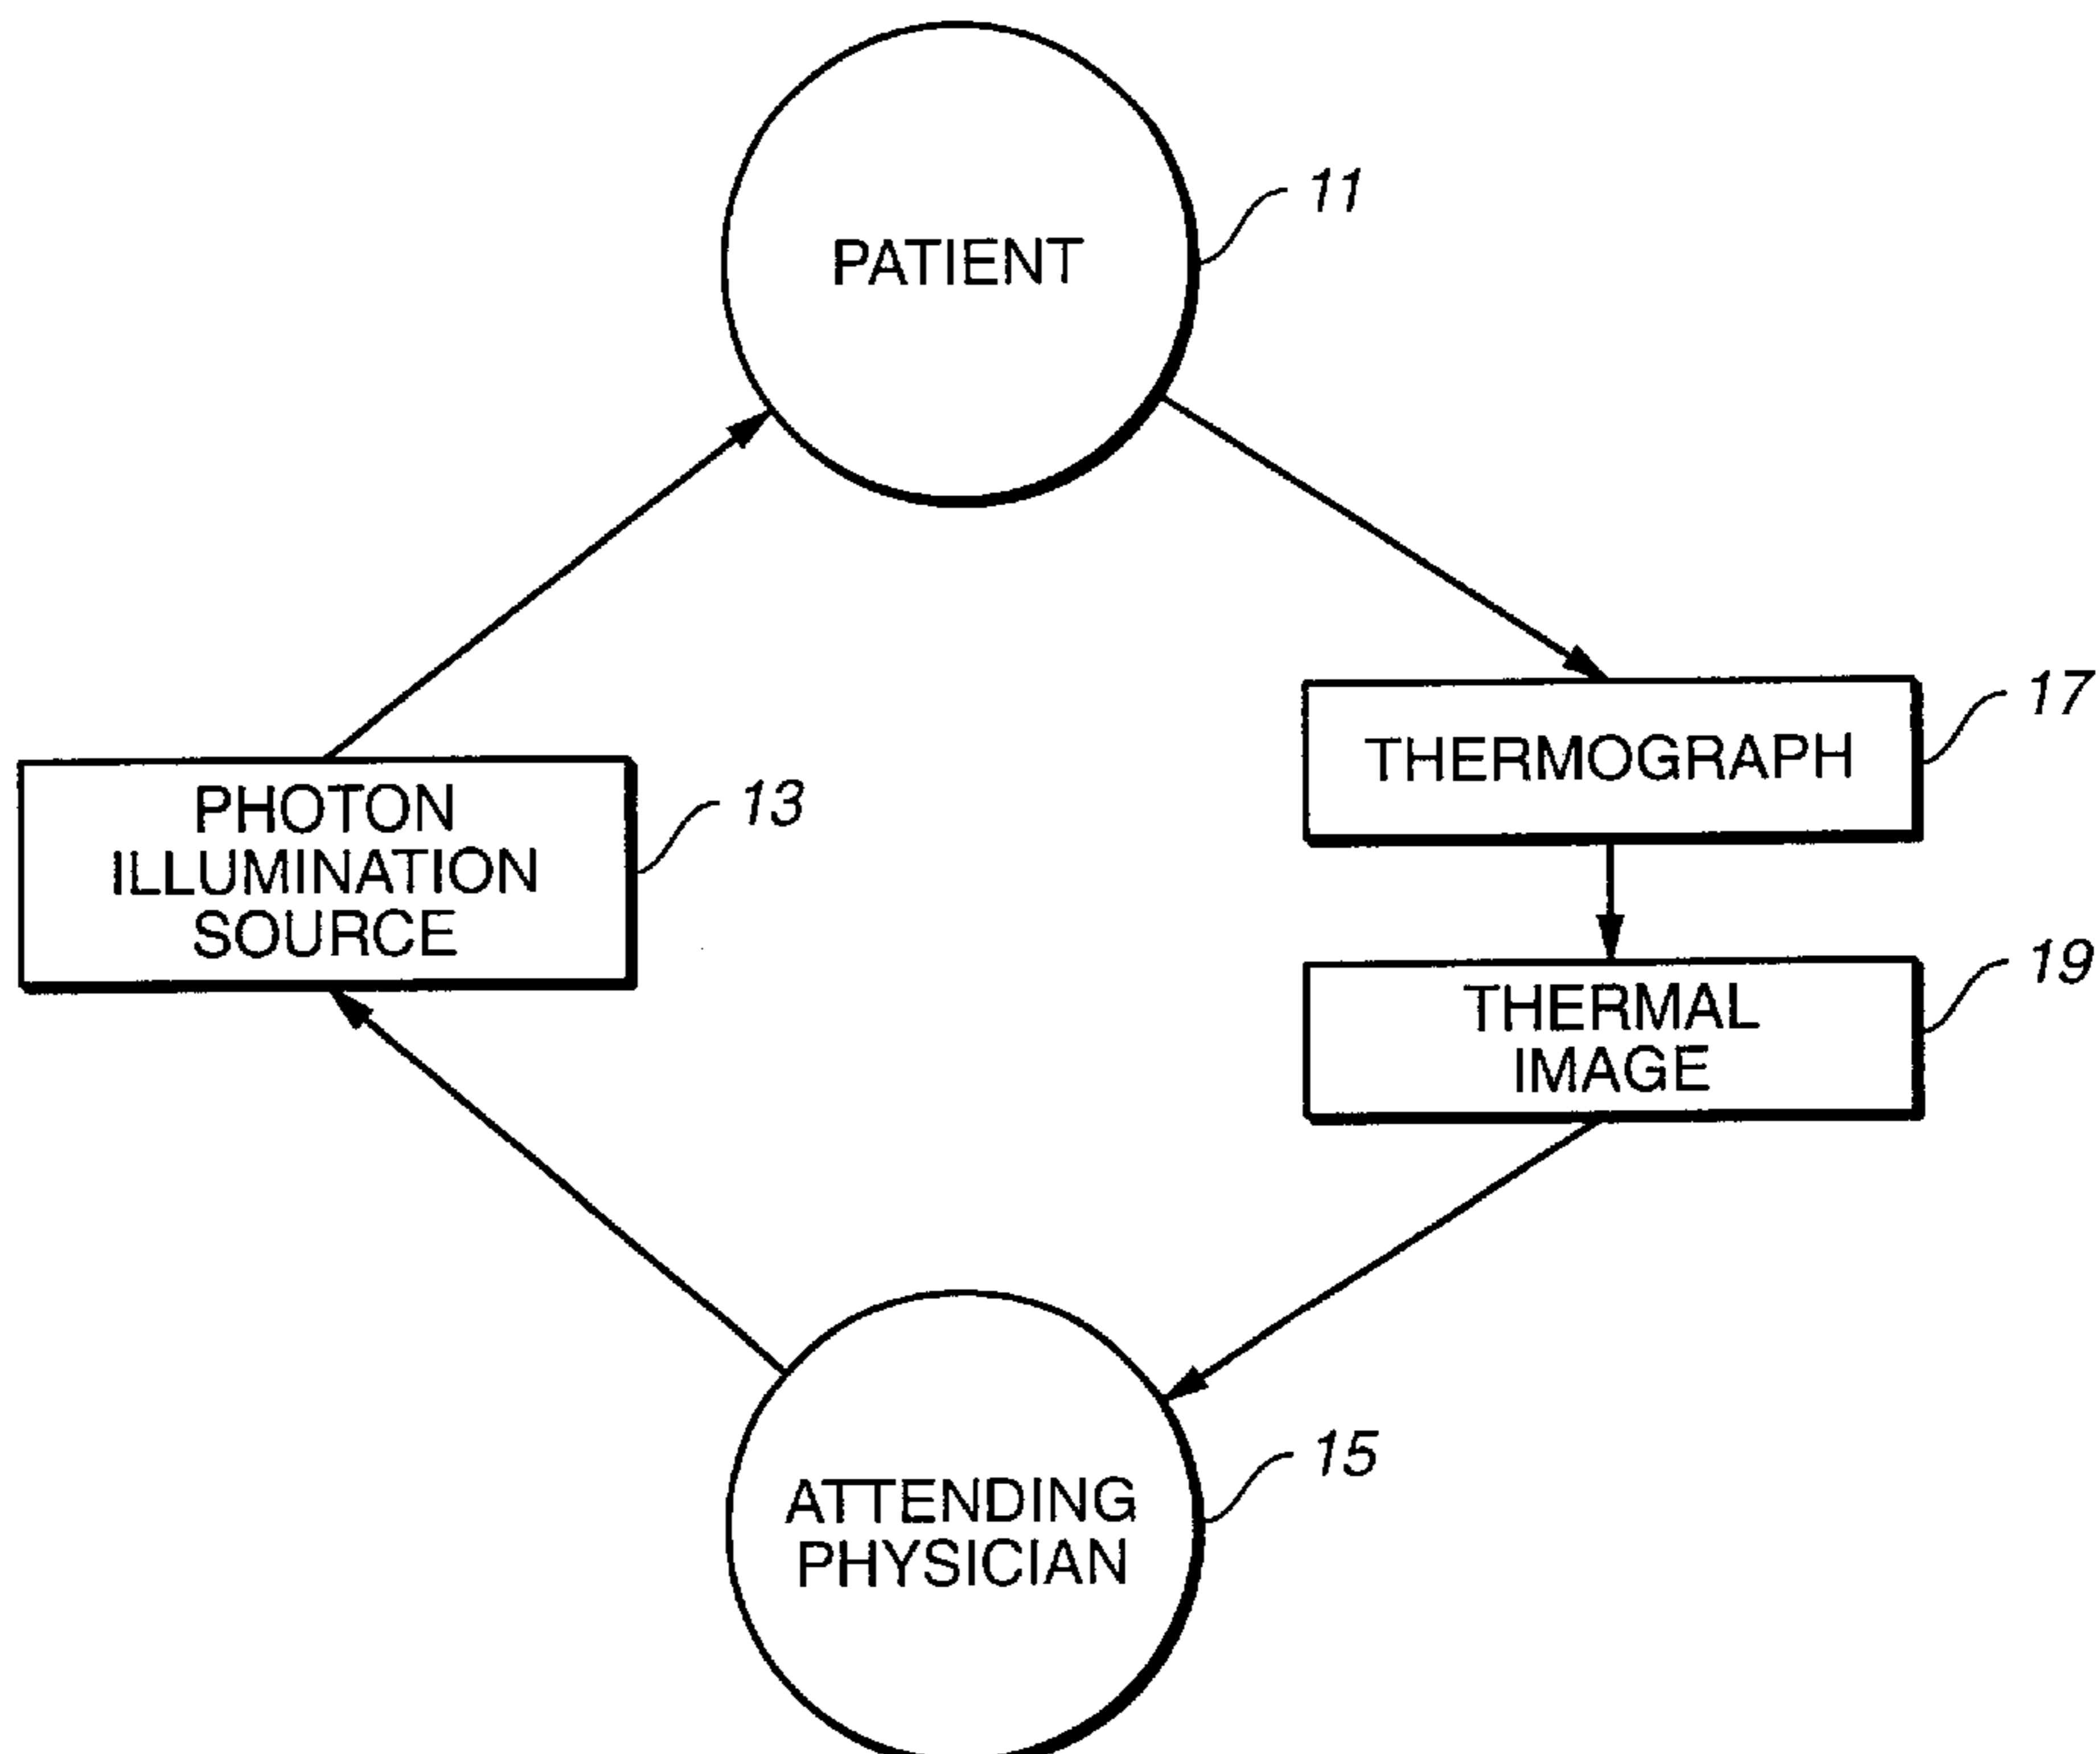 PATIENT
11
THERMOGRAPH
17
PHOTON
ILLUMINATION
SOURCE
13
THERMAL
IMAGE
19
ATTENDING
PHYSICIAN
15